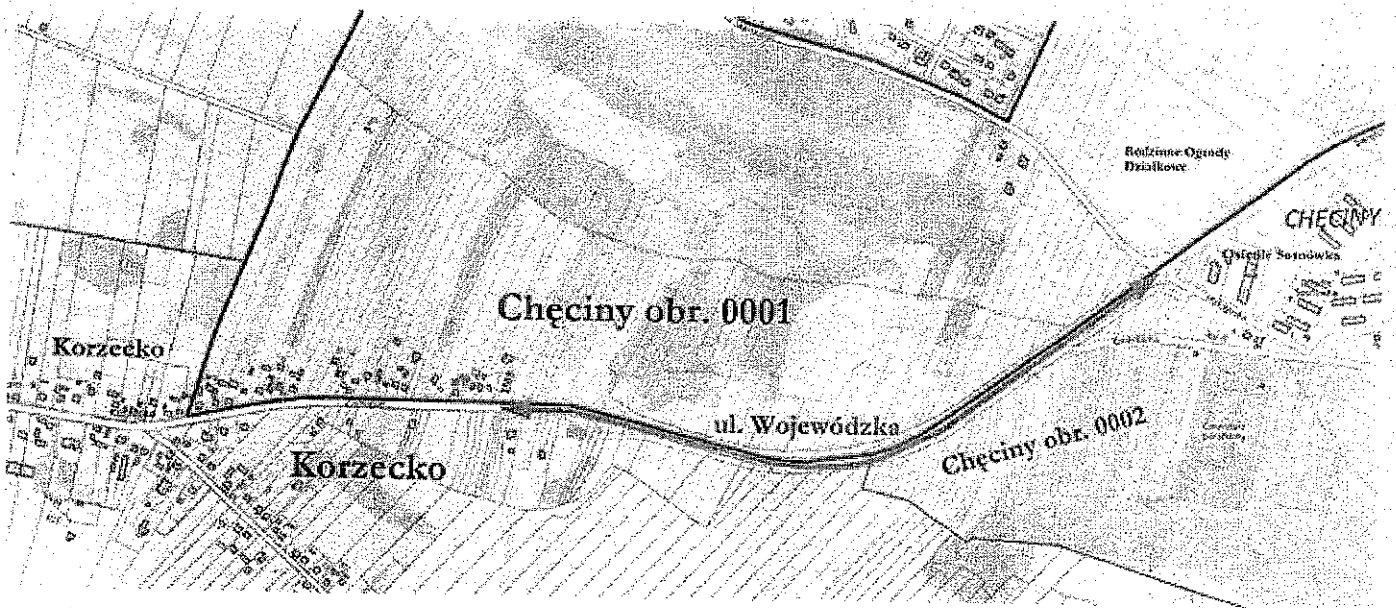 Rodzinne Ogrody
Działkowe
CHĘCINY
Osiedle Sosnówka
Chęciny obr. 0001
Korzecko
ul. Wojewódzka
Chęciny obr. 0002
Korzecko